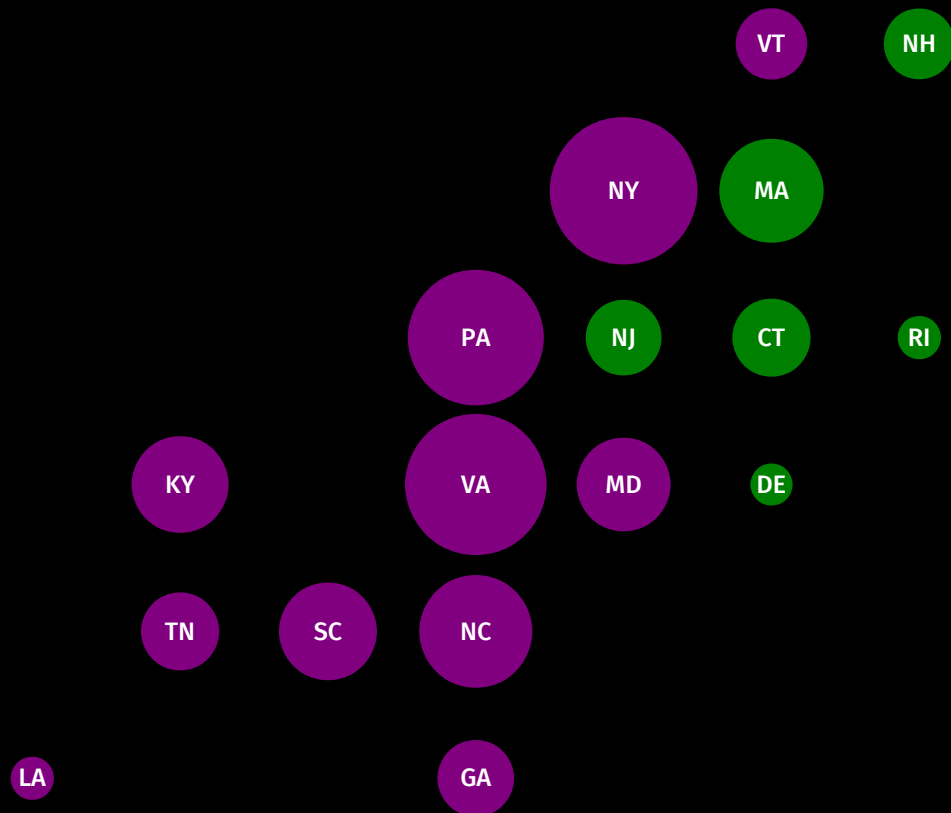 VT NH
NY MA
PA NJ CT RI
KY VA MD DE
TN SC NC
LA GA